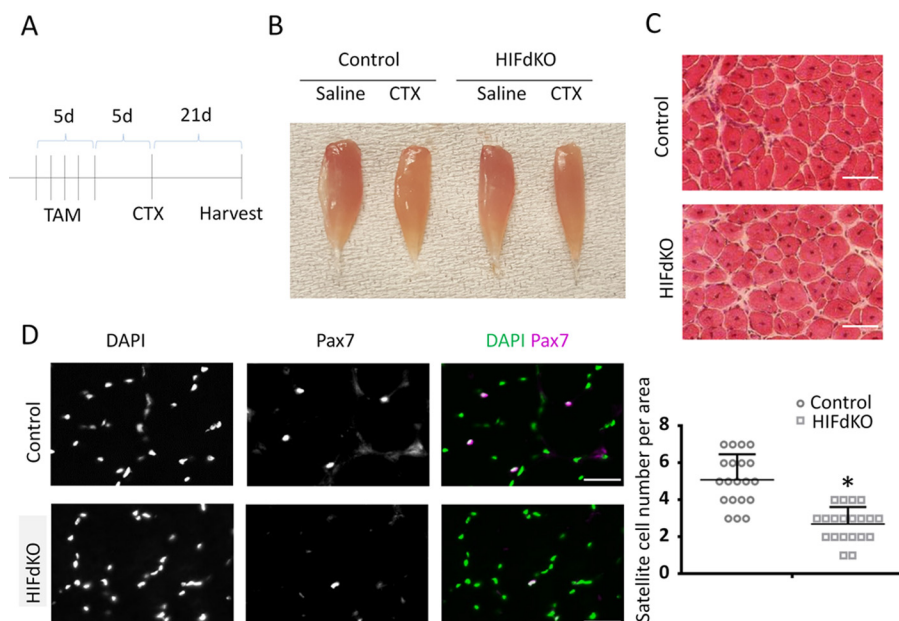 A
5d 5d 21d
TAM CTX Harvest
B
Control HIFdKO
Saline CTX Saline CTX
C
Control
HIFdKO
D
DAPI Pax7 DAPI Pax7
Control
HIFdKO
Satellite cell number per area
8
6
4
2
0
Control
HIFdKO
*